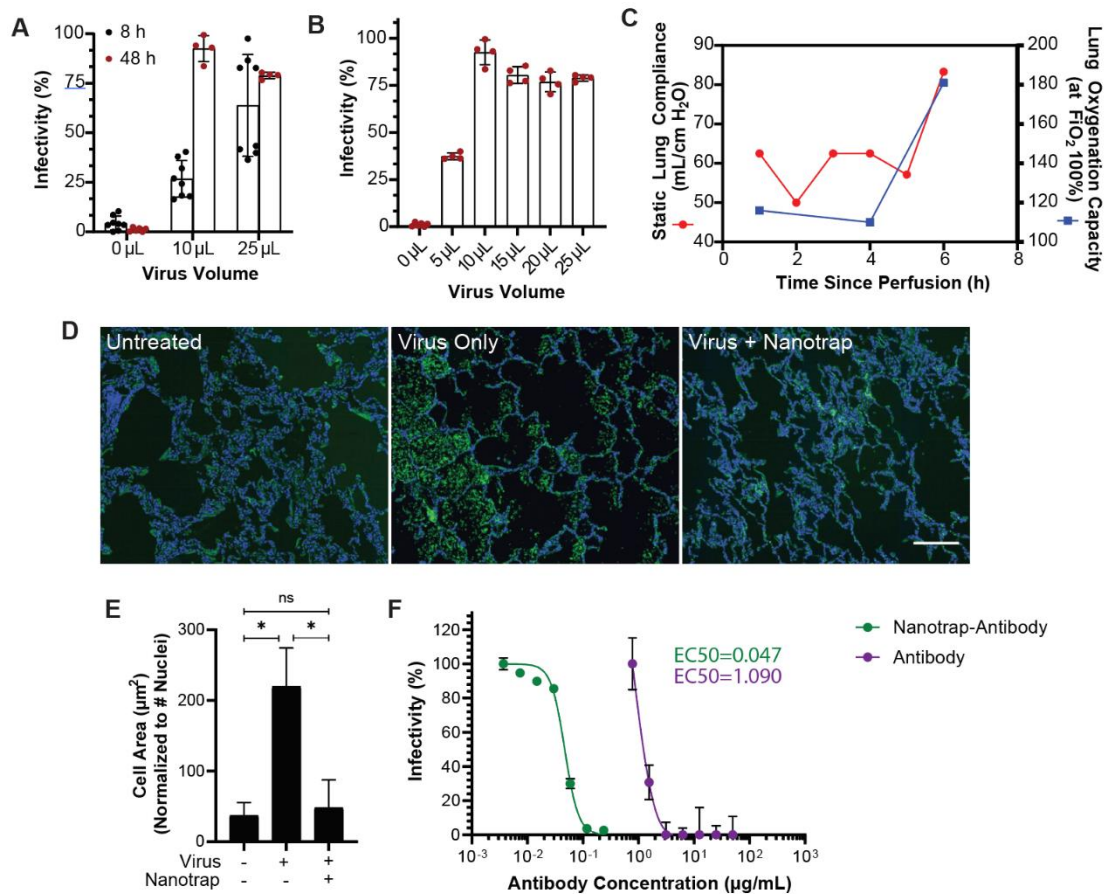 A
8 h
48 h
100
75
50
25
0
Infectivity (%)
0 µL
10 µL
25 µL
Virus Volume
B
100
75
50
25
0
Infectivity (%)
0 µL
5 µL
10 µL
15 µL
20 µL
25 µL
Virus Volume
C
Static Lung Compliance
(mL/cm H₂O)
90
80
70
60
50
40
0
2
4
6
8
Time Since Perfusion (h)
200
180
160
140
120
100
Lung Oxygenation Capacity
(at FiO₂ 100%)
D
Untreated
Virus Only
Virus + Nanotrap
E
Cell Area (µm²)
(Normalized to # Nuclei)
300
200
100
0
ns
*
*
Virus - + +
Nanotrap - - +
F
Infectivity (%)
120
100
80
60
40
20
0
EC50=0.047
EC50=1.090
10⁻³
10⁻²
10⁻¹
10⁰
10¹
10²
10³
Antibody Concentration (µg/mL)
Nanotrap-Antibody
Antibody